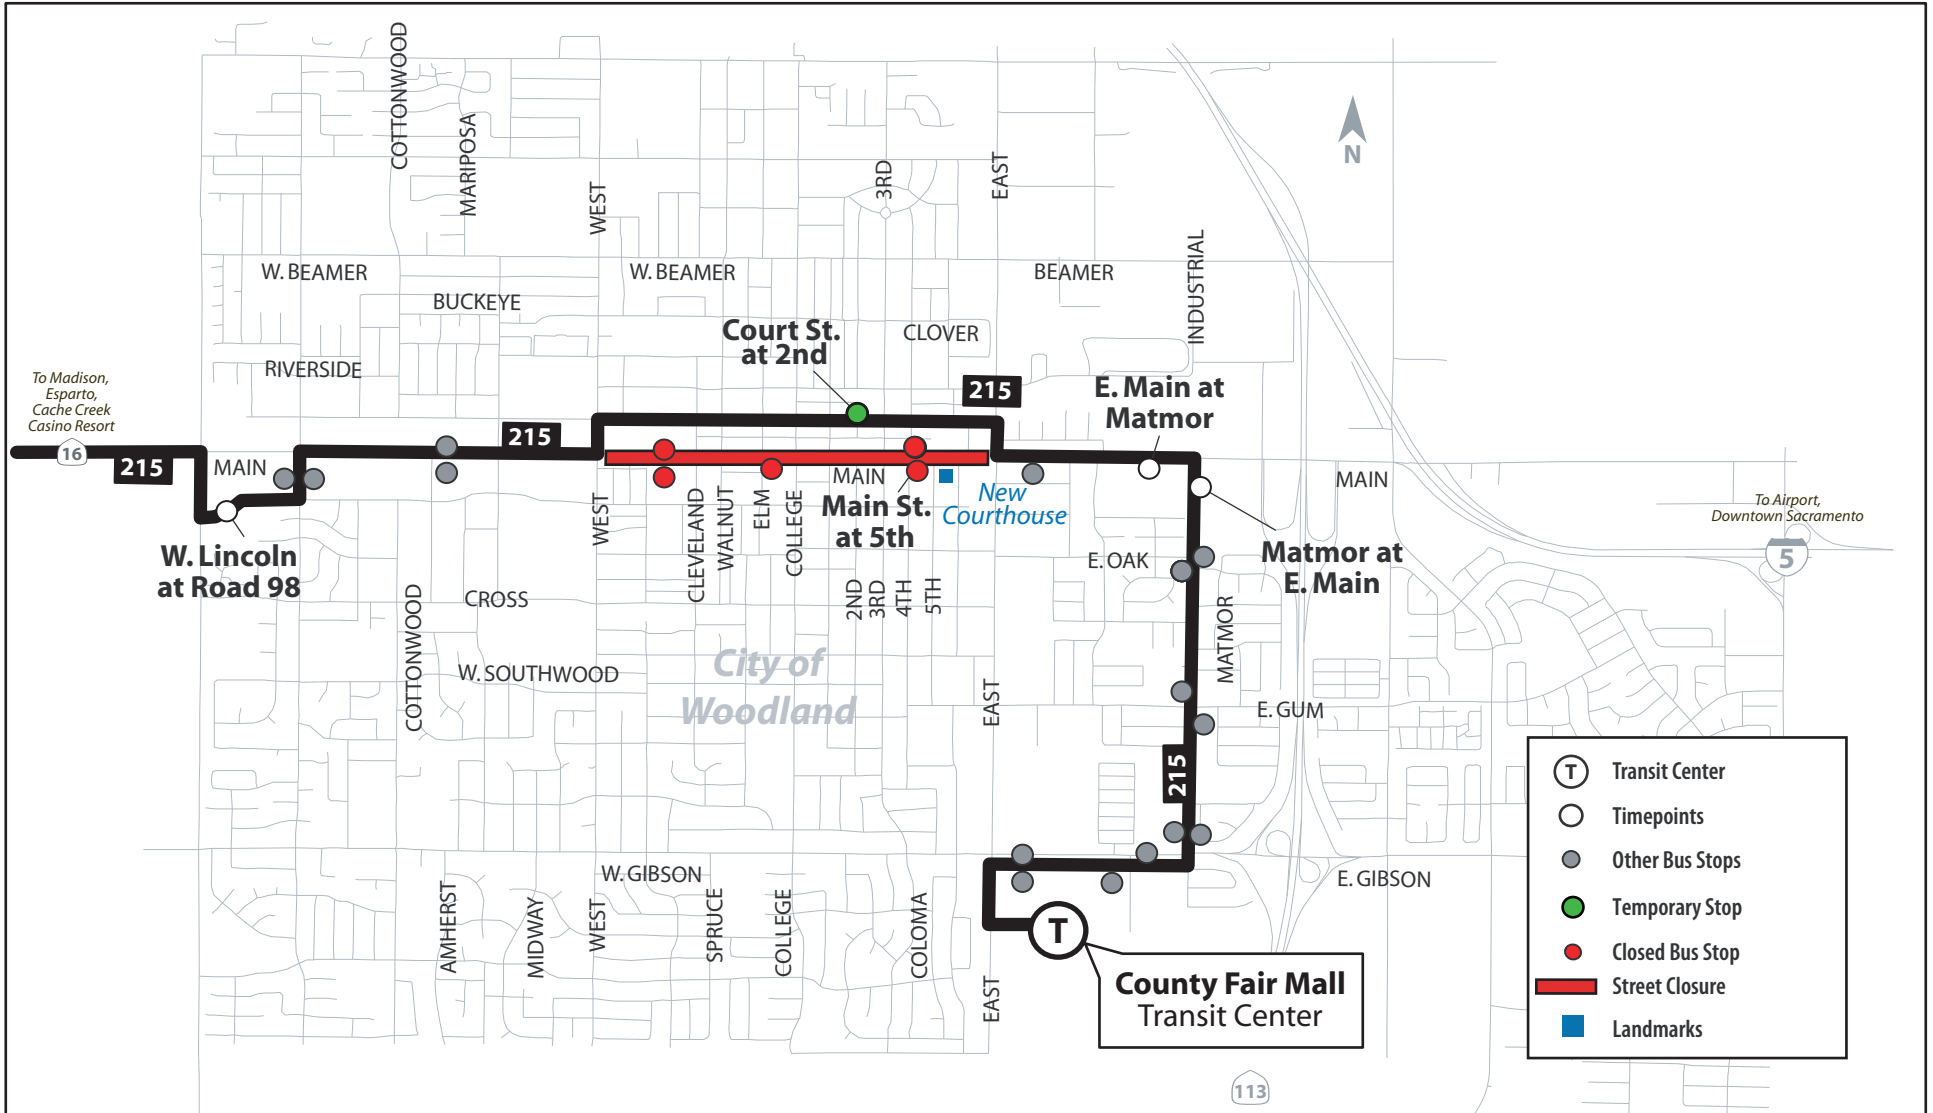 COTTONWOOD
MARIPOSA
WEST
3RD
EAST
N
INDUSTRIAL
W. BEAMER
W. BEAMER
BEAMER
BUCKEYE
Court St.
at 2nd
CLOVER
RIVERSIDE
To Madison,
Esparto,
Cache Creek
Casino Resort
16
215
215
215
E. Main at
Matmor
MAIN
MAIN
MAIN
W. Lincoln
at Road 98
WEST
CLEVELAND
WALNUT
ELM
COLLEGE
Main St.
at 5th
New
Courthouse
To Airport,
Downtown Sacramento
5
E. OAK
Matmor at
E. Main
2ND
3RD
4TH
5TH
CROSS
COTTONWOOD
W. SOUTHWOOD
City of
Woodland
EAST
MATMOR
E. GUM
215
W. GIBSON
E. GIBSON
AMHERST
MIDWAY
WEST
SPRUCE
COLLEGE
COLOMA
EAST
T
County Fair Mall
Transit Center
113
T Transit Center
Timepoints
Other Bus Stops
Temporary Stop
Closed Bus Stop
Street Closure
Landmarks